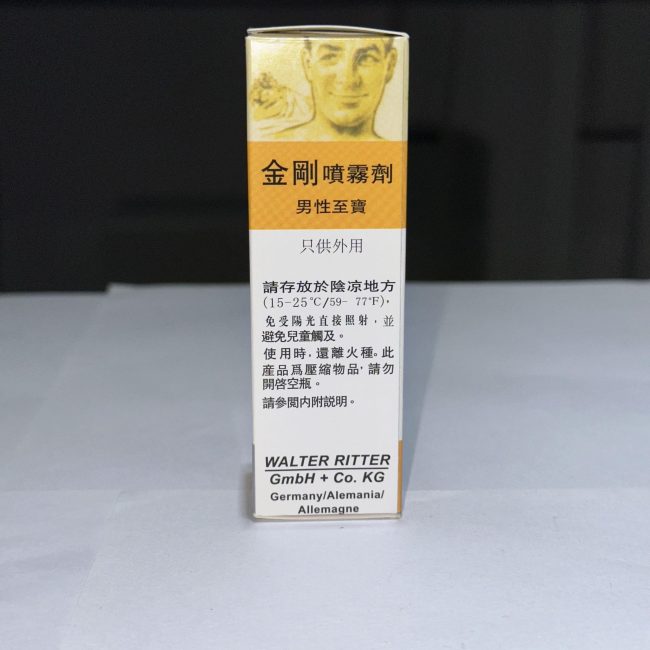 金剛噴霧劑
男性至寶
只供外用
請存放於陰凉地方
(15-25℃/59- 77℉)，
免受陽光直接照射，並
避免兒童觸及。
使用時，還離火種。此
産品爲壓縮物品，請勿
開啓空瓶。
請參閲内附説明。
WALTER RITTER
GmbH + Co. KG
Germany/Alemania/
Allemagne